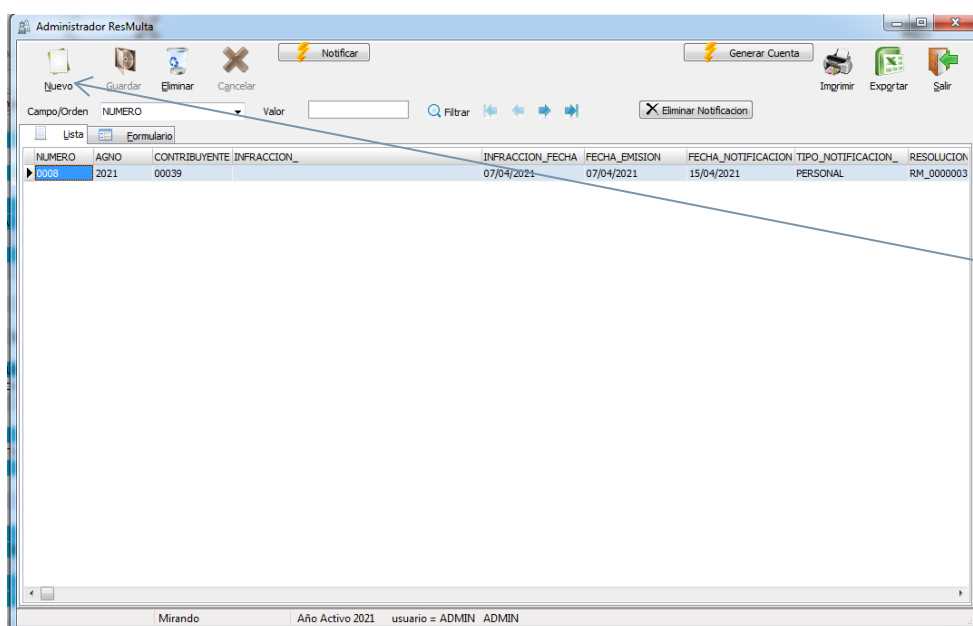 Administrador ResMulta
Notificar
Generar Cuenta
Nuevo Guardar Eliminar Cancelar Imprimir Exportar Salir
Campo/Orden NUMERO Valor Filtrar Eliminar Notificacion
Lista Formulario
NUMERO AGNO CONTRIBUYENTE INFRACCION_ INFRACCION_FECHA FECHA_EMISION FECHA_NOTIFICACION TIPO_NOTIFICACION_ RESOLUCION
0008 2021 00039 07/04/2021 07/04/2021 15/04/2021 PERSONAL RM_0000003
Mirando Año Activo 2021 usuario = ADMIN ADMIN